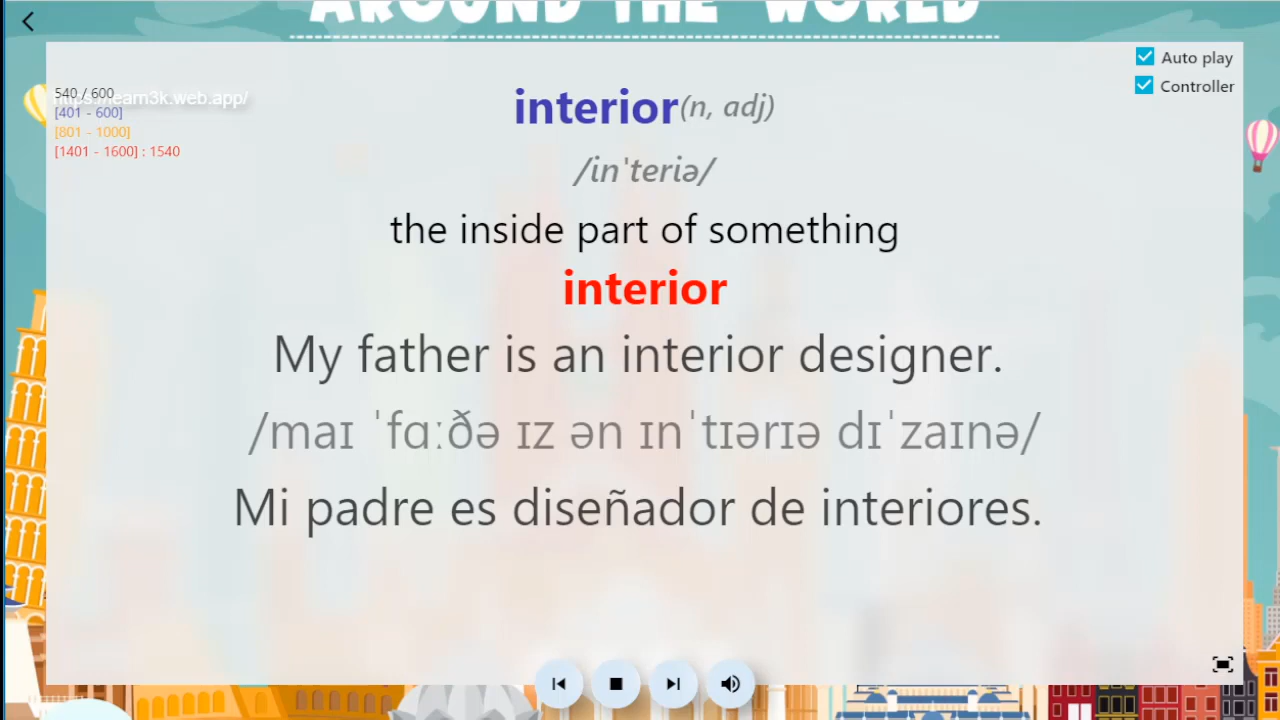 AROUND THE WORLD
Auto play
Controller
540 / 600
https://learn3k.web.app/
[401 - 600]
[801 - 1000]
[1401 - 1600] : 1540
interior(n, adj)
/inˈteriə/
the inside part of something
interior
My father is an interior designer.
/maɪ ˈfɑːðə ɪz ən ɪnˈtɪərɪə dɪˈzaɪnə/
Mi padre es diseñador de interiores.